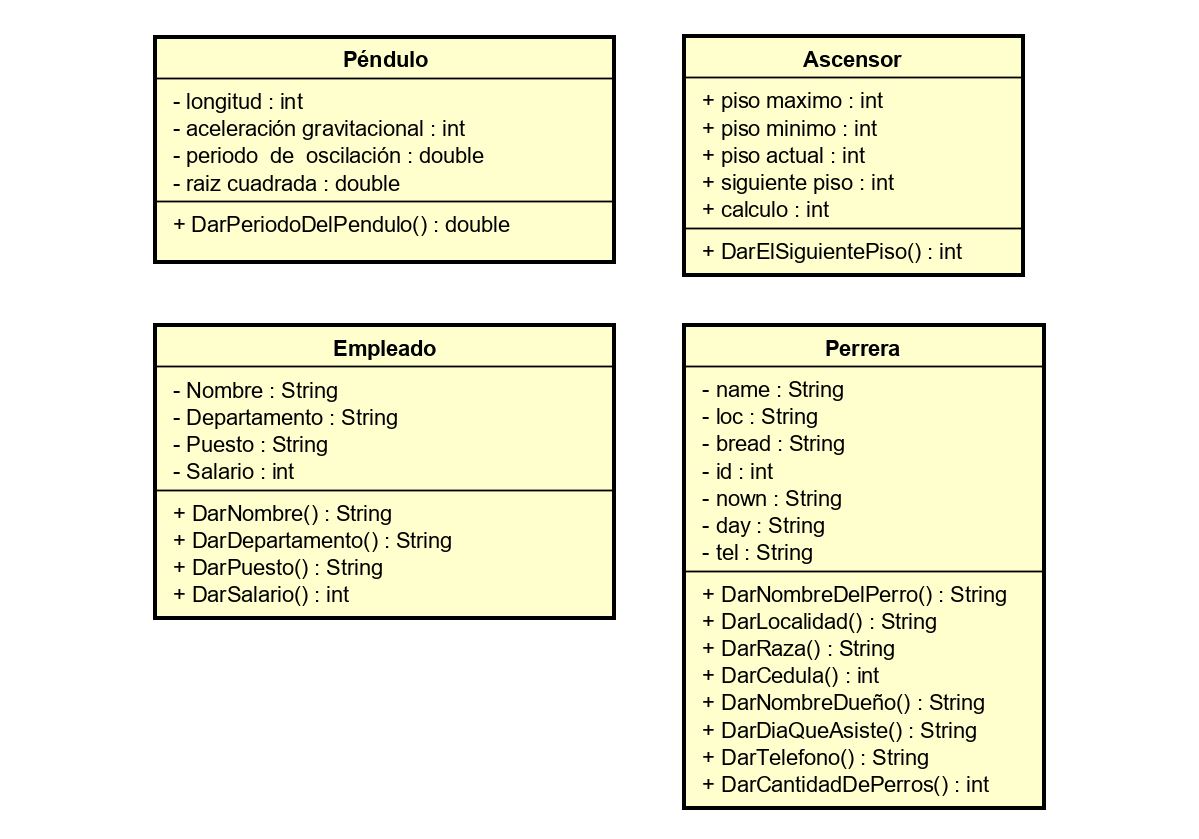 Péndulo
- longitud : int
- aceleración gravitacional : int
- periodo de oscilación : double
- raiz cuadrada : double
+ DarPeriodoDelPendulo() : double
Ascensor
+ piso maximo : int
+ piso minimo : int
+ piso actual : int
+ siguiente piso : int
+ calculo : int
+ DarElSiguientePiso() : int
Empleado
- Nombre : String
- Departamento : String
- Puesto : String
- Salario : int
+ DarNombre() : String
+ DarDepartamento() : String
+ DarPuesto() : String
+ DarSalario() : int
Perrera
- name : String
- loc : String
- bread : String
- id : int
- nown : String
- day : String
- tel : String
+ DarNombreDelPerro() : String
+ DarLocalidad() : String
+ DarRaza() : String
+ DarCedula() : int
+ DarNombreDueño() : String
+ DarDiaQueAsiste() : String
+ DarTelefono() : String
+ DarCantidadDePerros() : int